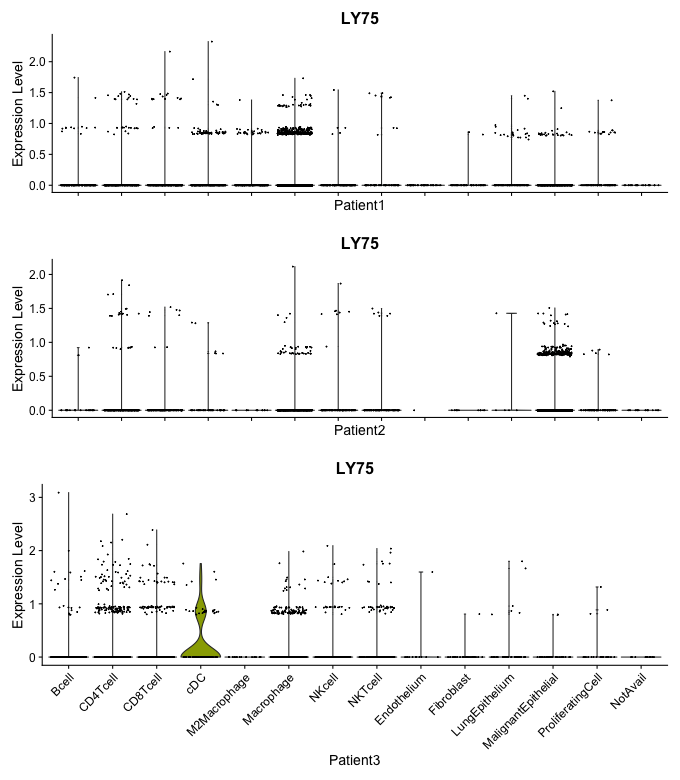 LY75
Expression Level
2.0
1.5
1.0
0.5
0.0
Patient1
LY75
Expression Level
2.0
1.5
1.0
0.5
0.0
Patient2
LY75
Expression Level
3
2
1
0
Bcell
CD4Tcell
CD8Tcell
cDC
M2Macrophage
Macrophage
NKcell
NKTcell
Endothelium
Fibroblast
LungEpithelium
MalignantEpithelial
ProliferatingCell
NotAvail
Patient3